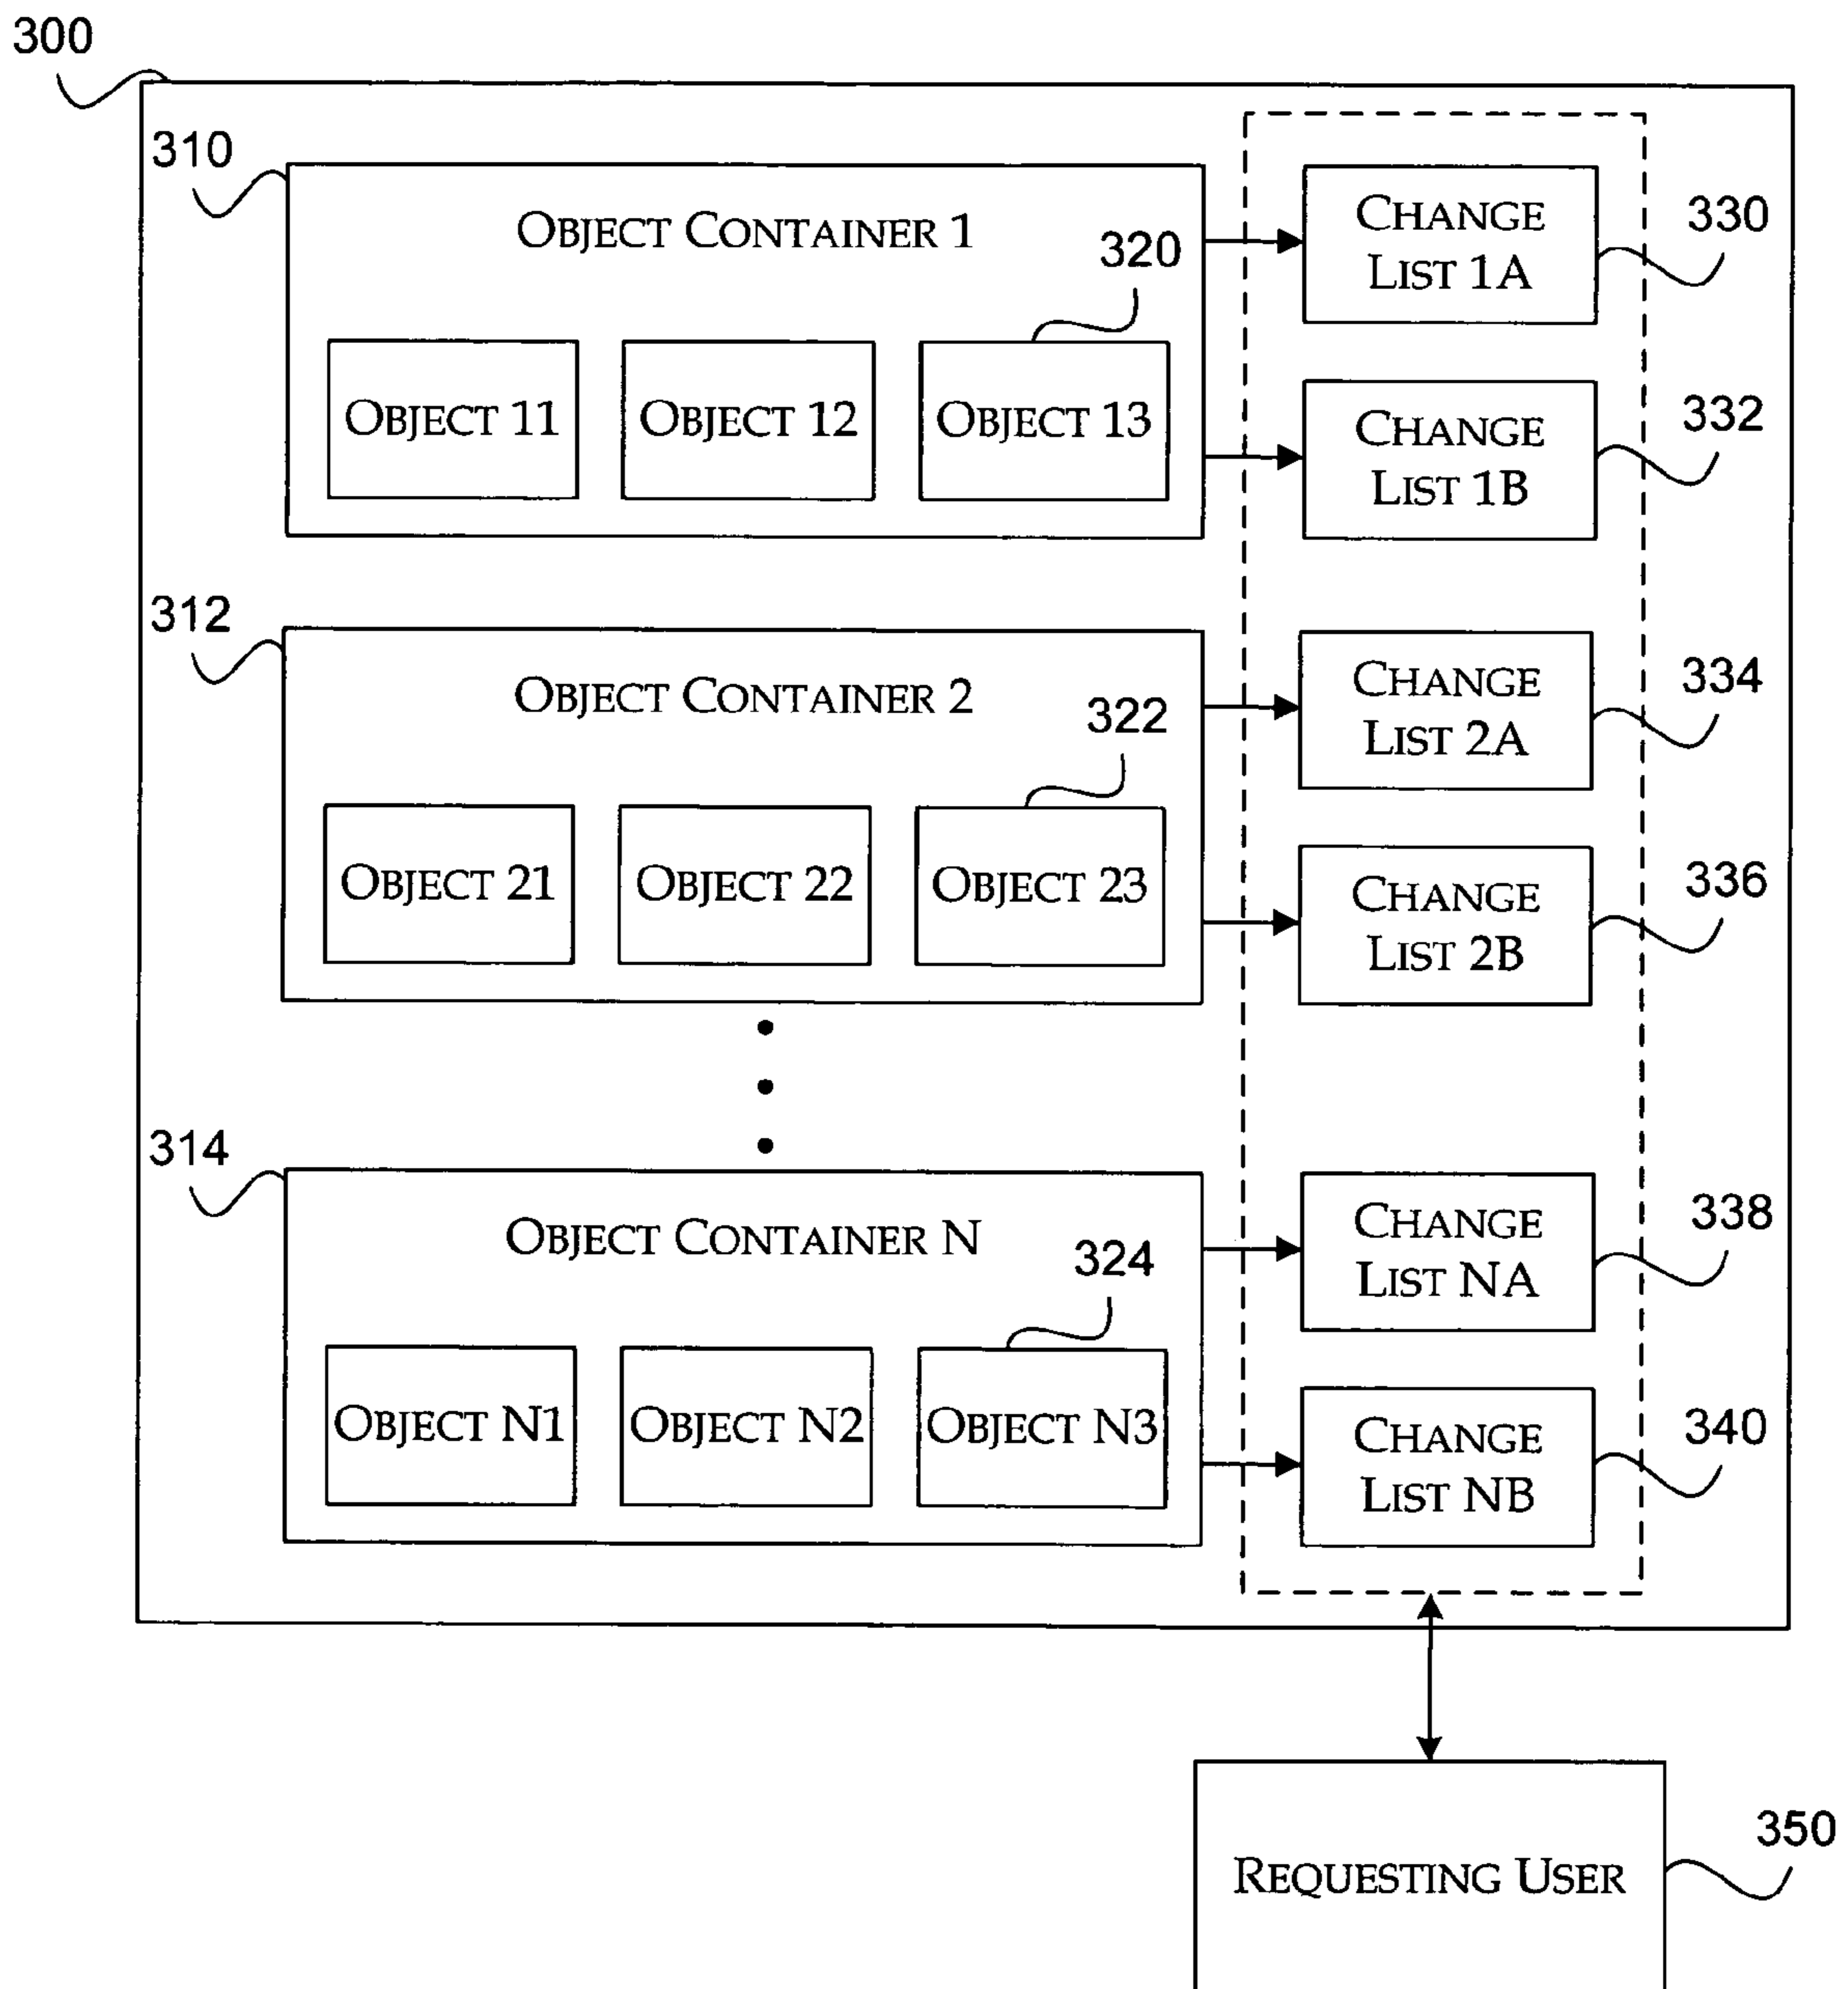 300
310
OBJECT CONTAINER 1
320
OBJECT 11
OBJECT 12
OBJECT 13
CHANGE
LIST 1A
330
CHANGE
LIST 1B
332
312
OBJECT CONTAINER 2
322
OBJECT 21
OBJECT 22
OBJECT 23
CHANGE
LIST 2A
334
CHANGE
LIST 2B
336
314
OBJECT CONTAINER N
324
OBJECT N1
OBJECT N2
OBJECT N3
CHANGE
LIST NA
338
CHANGE
LIST NB
340
REQUESTING USER
350